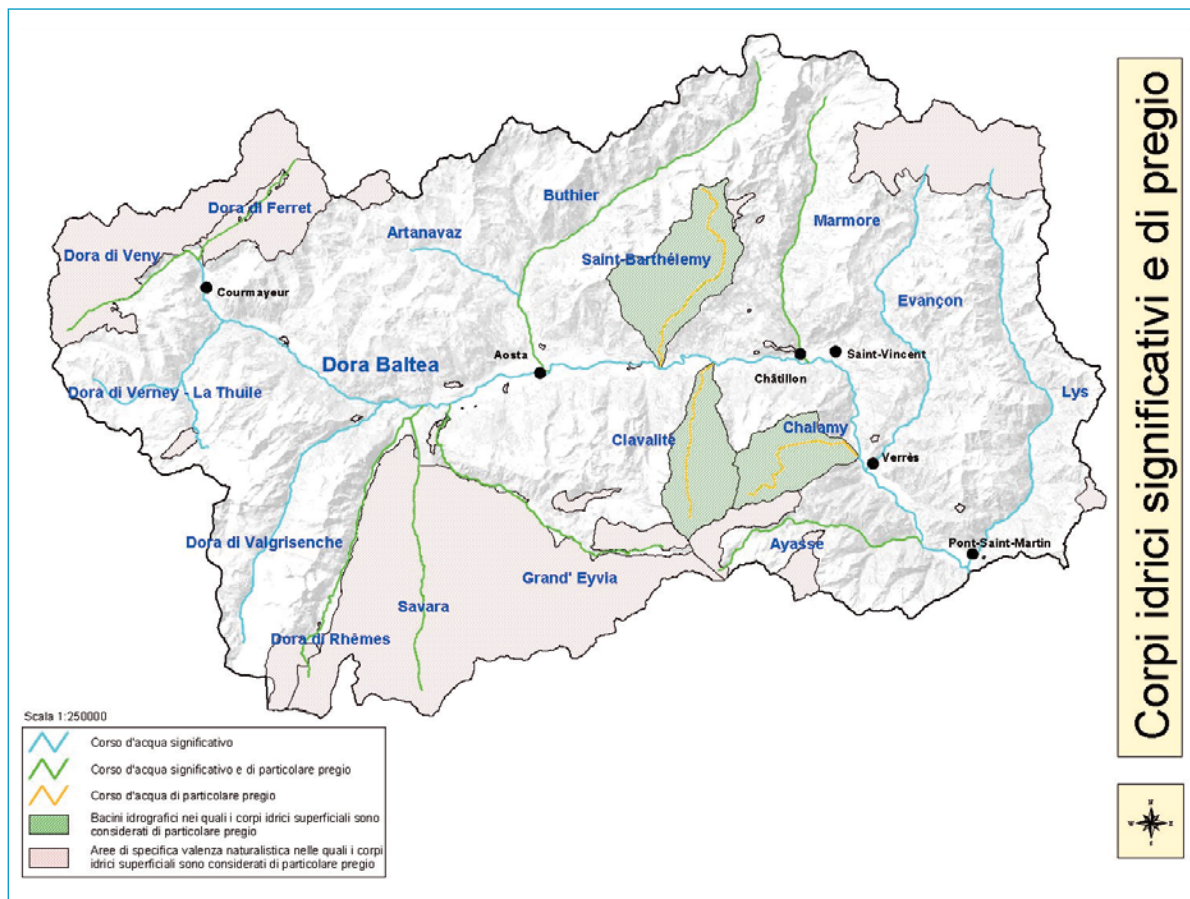 Corpi idrici significativi e di pregio
Dora di Ferret
Buthier
Marmore
Artanavaz
Dora di Veny
Saint-Barthélemy
Courmayeur
Evançon
Dora Baltea
Aosta
Saint-Vincent
Châtillon
Dora di Verney - La Thuile
Lys
Clavalité
Chalamy
Verrès
Dora di Valgrisenche
Ayasse
Pont-Saint-Martin
Grand' Eyvia
Savara
Dora di Rhêmes
Scala 1:250000
Corso d'acqua significativo
Corso d'acqua significativo e di particolare pregio
Corso d'acqua di particolare pregio
Bacini idrografici nei quali i corpi idrici superficiali sono
considerati di particolare pregio
Aree di specifica valenza naturalistica nelle quali i corpi
idrici superficiali sono considerati di particolare pregio